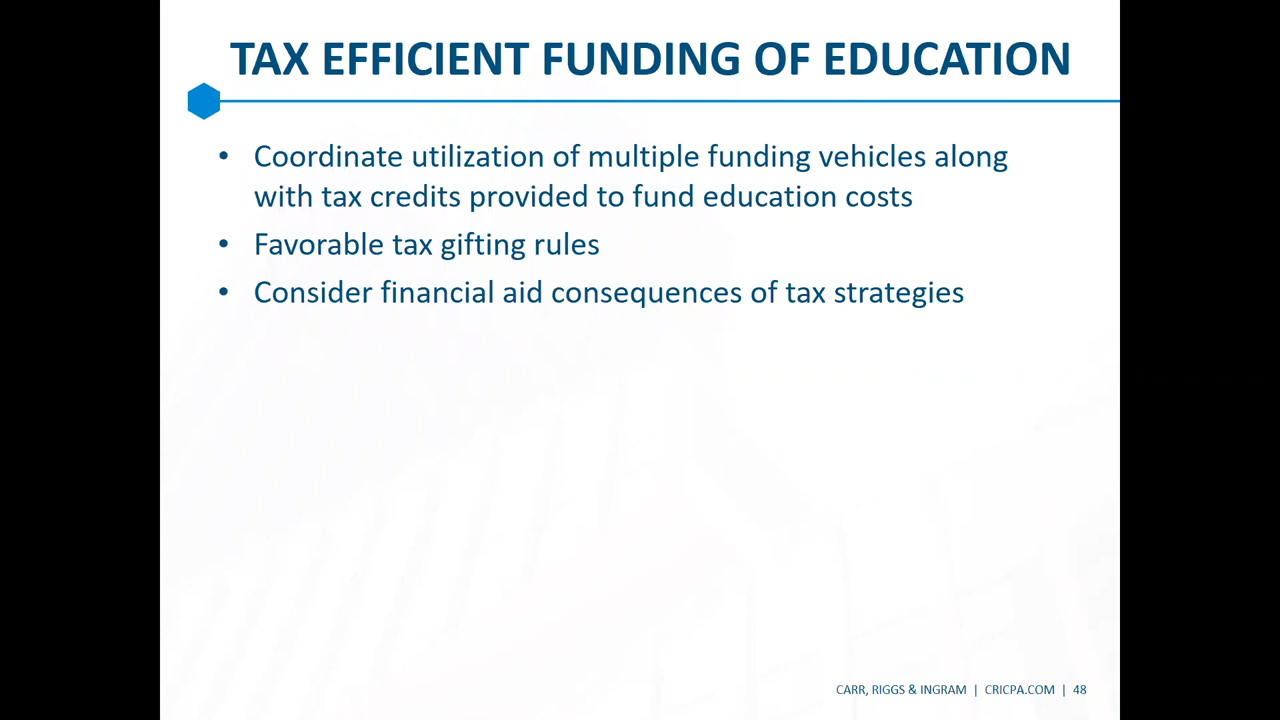 TAX EFFICIENT FUNDING OF EDUCATION
• Coordinate utilization of multiple funding vehicles along
with tax credits provided to fund education costs
• Favorable tax gifting rules
• Consider financial aid consequences of tax strategies
CARR, RIGGS & INGRAM | CRICPA.COM | 48